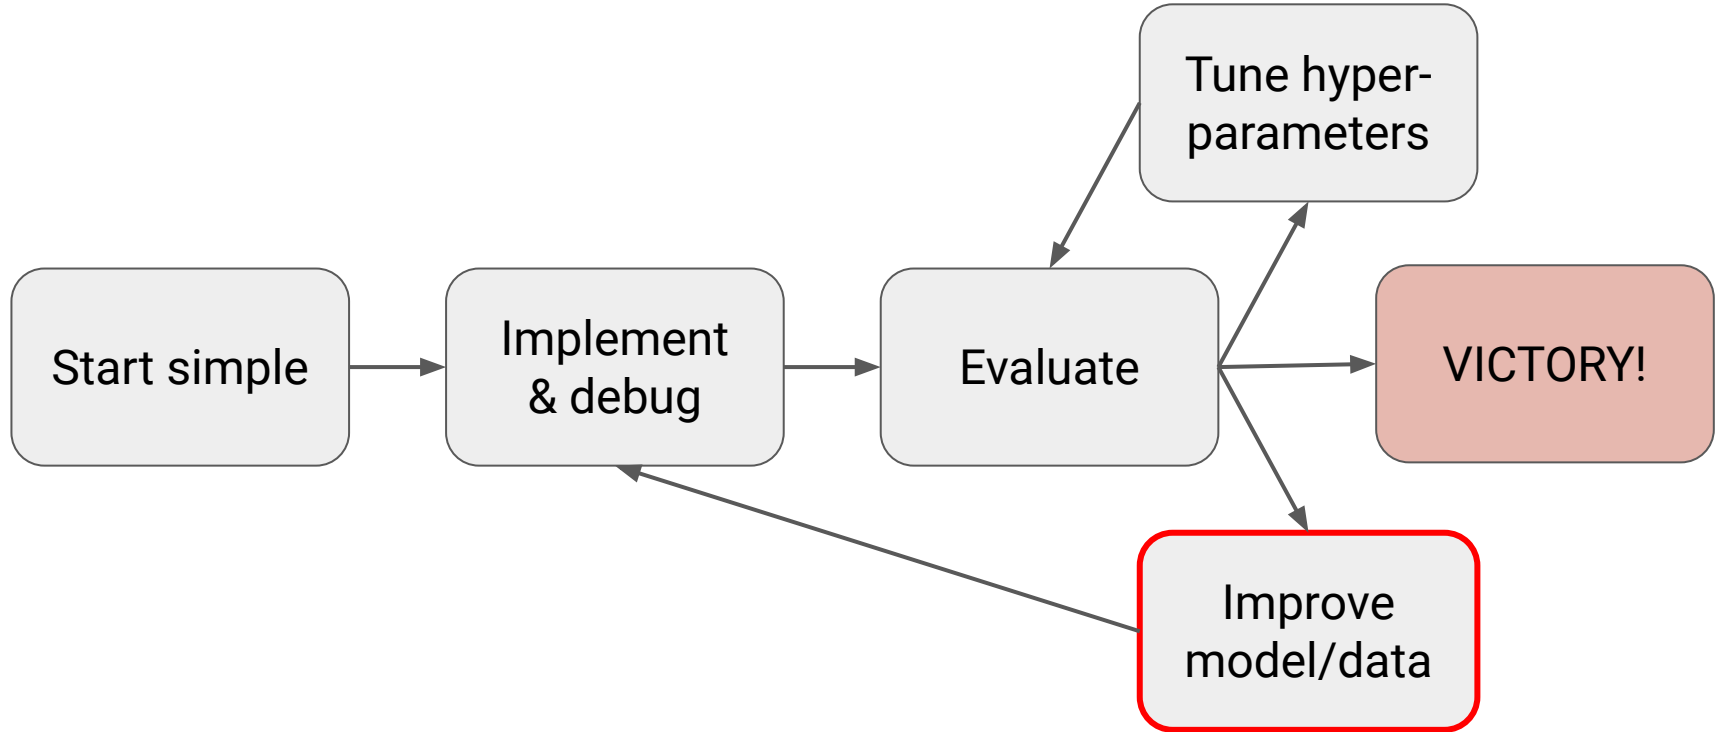 Tune hyper-
parameters
Start simple
Implement
& debug
Evaluate
VICTORY!
Improve
model/data